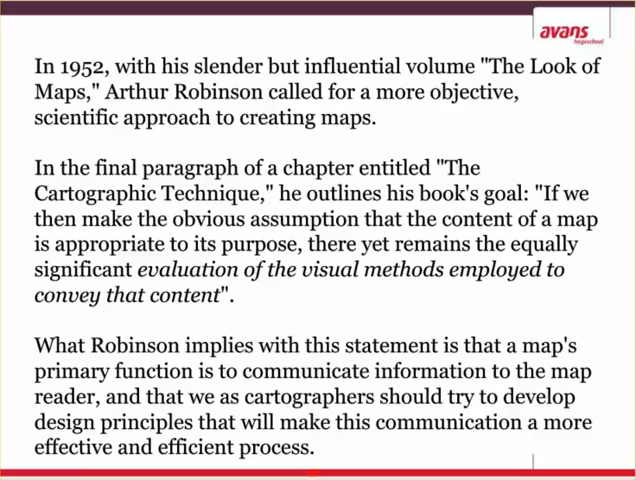 avans
hogeschool
In 1952, with his slender but influential volume "The Look of
Maps," Arthur Robinson called for a more objective,
scientific approach to creating maps.
In the final paragraph of a chapter entitled "The
Cartographic Technique," he outlines his book's goal: "If we
then make the obvious assumption that the content of a map
is appropriate to its purpose, there yet remains the equally
significant evaluation of the visual methods employed to
convey that content".
What Robinson implies with this statement is that a map's
primary function is to communicate information to the map
reader, and that we as cartographers should try to develop
design principles that will make this communication a more
effective and efficient process.